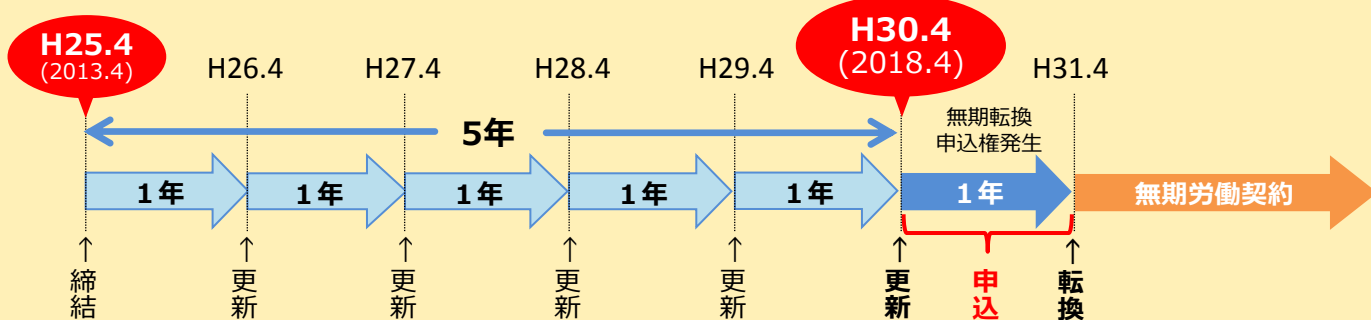 H25.4
(2013.4)
H26.4
H27.4
H28.4
H29.4
H30.4
(2018.4)
H31.4
5年
無期転換
申込権発生
1年
1年
1年
1年
1年
1年
無期労働契約
↑締結
↑更新
↑更新
↑更新
↑更新
↑更新
申込
↑転換